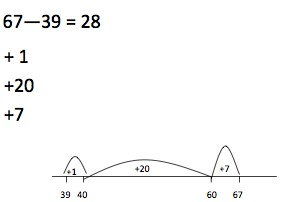 67—39 = 28
+ 1
+20
+7
+1 +20 +7
39 40 60 67